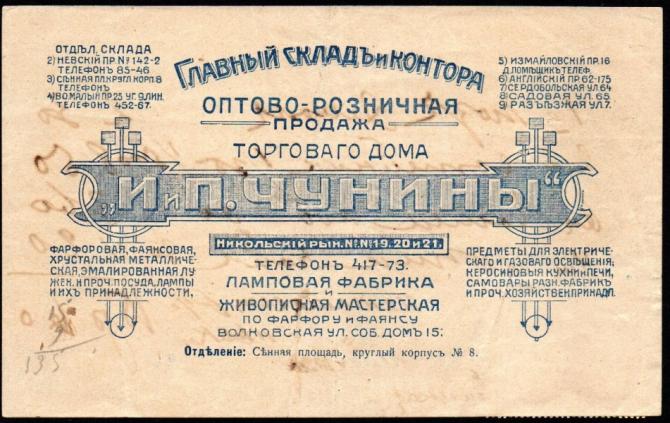 ОТДѢЛ. СКЛАДА
2) НЕВСКІЙ ПР. № 142-2
ТЕЛЕФОНЪ 85-46
3) СѢННАЯ ПЛ. КРУГЛ. КОРП. 8
ТЕЛЕФОНЪ
4) ВО МАЛЫЙ ПР. 25 УГ. 9 ЛИН.
ТЕЛЕФОНЪ 452-67.
ГЛАВНЫЙ СКЛАДЪ И КОНТОРА
ОПТОВО-РОЗНИЧНАЯ
ПРОДАЖА
ТОРГОВАГО ДОМА
5) ИЗМАЙЛОВСКІЙ ПР. 16
Д. ПОМѢЩИКЪ ТЕЛЕФ.
6) АНГЛІЙСКІЙ ПР. 62-175
7) СЕРДОБОЛЬСКАЯ УЛ. 64
8) САДОВАЯ УЛ. 65
9) РАЗЪѢЗЖАЯ УЛ. 7.
„И и П. ЧУНИНЫ“
НИКОЛЬСКІЙ РЫН. №№ 19. 20 И 21.
ФАРФОРОВАЯ, ФАЯНСОВАЯ,
ХРУСТАЛЬНАЯ МЕТАЛЛИЧЕ-
СКАЯ, ЭМАЛИРОВАННАЯ ЛУ-
ЖЕН. И ПРОЧ. ПОСУДА, ЛАМПЫ
И ИХЪ ПРИНАДЛЕЖНОСТИ,
ТЕЛЕФОНЪ 417-73.
ЛАМПОВАЯ ФАБРИКА
И
ЖИВОПИСНАЯ МАСТЕРСКАЯ
ПО ФАРФОРУ И ФАЯНСУ
ВОЛКОВСКАЯ УЛ. СОБ. ДОМЪ 15.
ПРЕДМЕТЫ ДЛЯ ЭЛЕКТРИЧЕ-
СКАГО И ГАЗОВАГО ОСВѢЩЕНІЯ,
КЕРОСИНОВЫЯ КУХНИ И ПЕЧИ,
САМОВАРЫ РАЗН. ФАБРИКЪ
И ПРОЧ. ХОЗЯЙСТВЕН. ПРИНАДЛ.
Отдѣленіе: Сѣнная площадь, круглый корпусъ № 8.
135